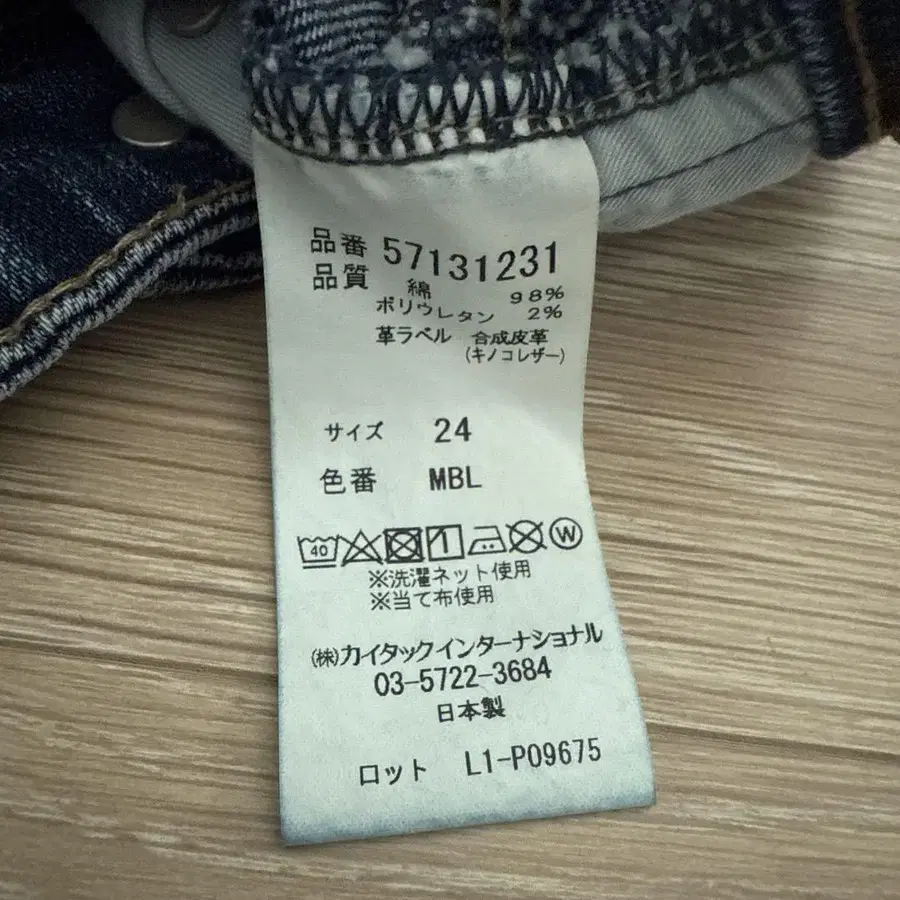 品番 57131231
品質 綿 98%
ポリウレタン 2%
革ラベル 合成皮革
(キノコレザー)
サイズ 24
色番 MBL
40 W
※洗濯ネット使用
※当て布使用
(株)カイタックインターナショナル
03-5722-3684
日本製
ロット L1-P09675